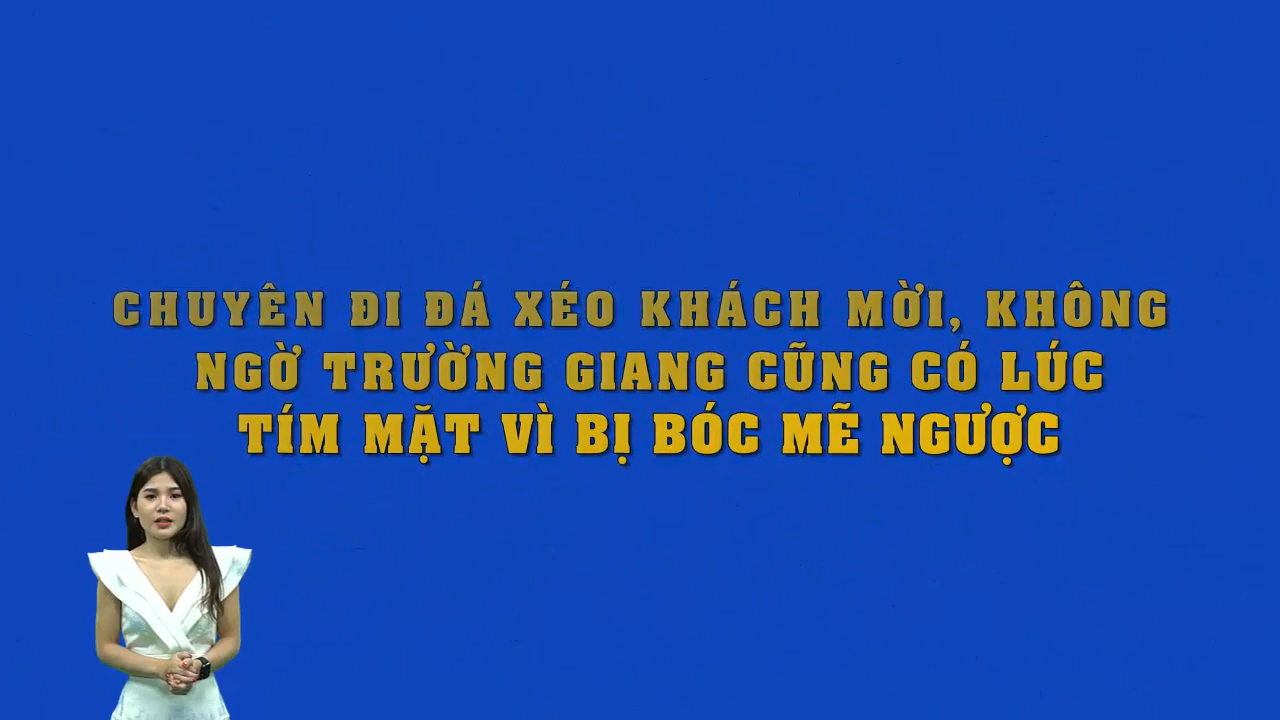 CHUYÊN ĐI ĐÁ XÉO KHÁCH MỜI, KHÔNG
NGỜ TRƯỜNG GIANG CŨNG CÓ LÚC
TÍM MẶT VÌ BỊ BÓC MẼ NGƯỢC